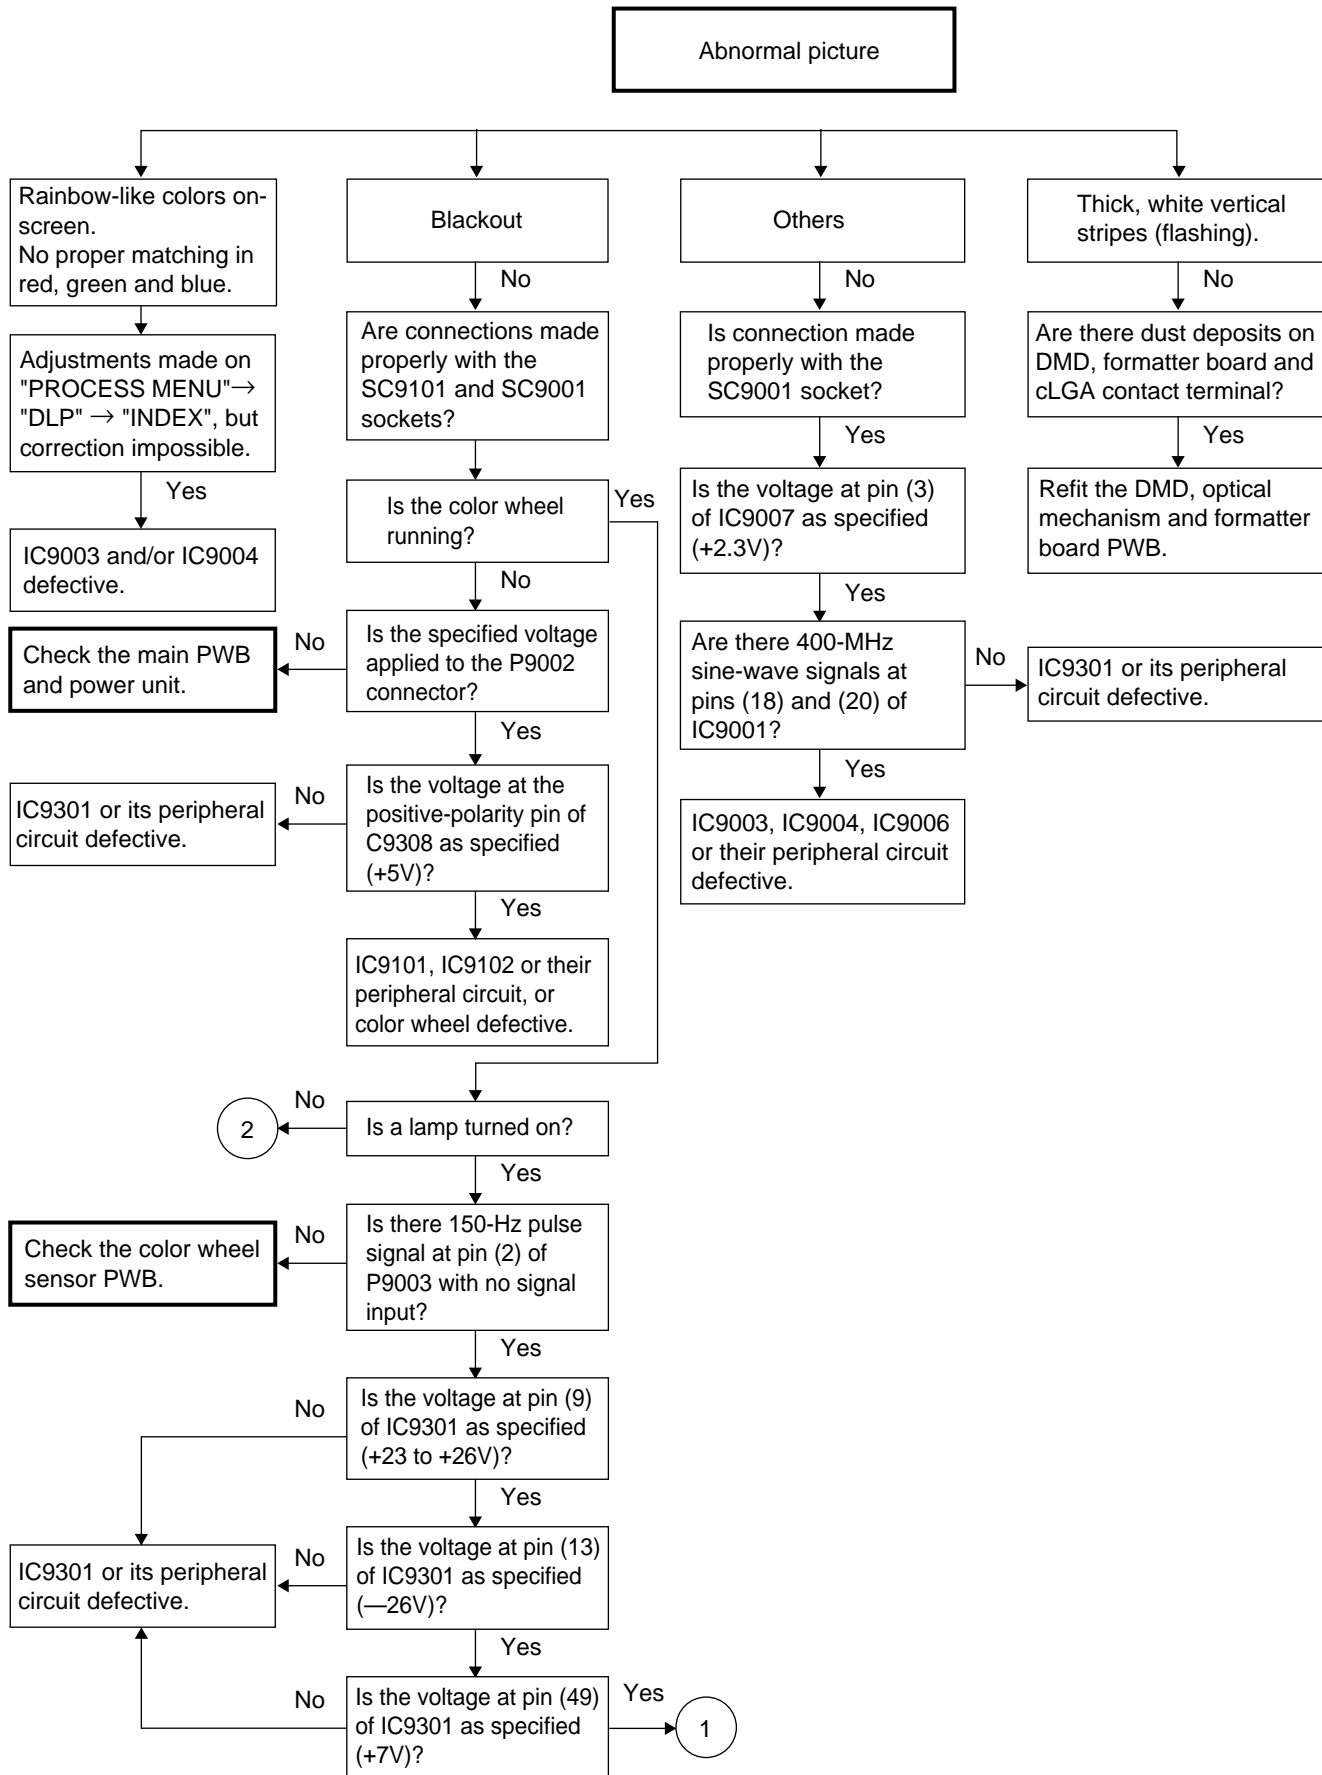 Abnormal picture
Rainbow-like colors on-
screen.
No proper matching in
red, green and blue.
Adjustments made on
"PROCESS MENU"→
"DLP" → "INDEX", but
correction impossible.
Yes
IC9003 and/or IC9004
defective.
Blackout
No
Are connections made
properly with the
SC9101 and SC9001
sockets?
Is the color wheel
running?
Yes
No
Is the specified voltage
applied to the P9002
connector?
No
Check the main PWB
and power unit.
Yes
Is the voltage at the
positive-polarity pin of
C9308 as specified
(+5V)?
No
IC9301 or its peripheral
circuit defective.
Yes
IC9101, IC9102 or their
peripheral circuit, or
color wheel defective.
Is a lamp turned on?
No
2
Yes
Is there 150-Hz pulse
signal at pin (2) of
P9003 with no signal
input?
No
Check the color wheel
sensor PWB.
Yes
Is the voltage at pin (9)
of IC9301 as specified
(+23 to +26V)?
No
Yes
Is the voltage at pin (13)
of IC9301 as specified
(—26V)?
No
IC9301 or its peripheral
circuit defective.
Yes
Is the voltage at pin (49)
of IC9301 as specified
(+7V)?
No
Yes
1
Others
No
Is connection made
properly with the
SC9001 socket?
Yes
Is the voltage at pin (3)
of IC9007 as specified
(+2.3V)?
Yes
Are there 400-MHz
sine-wave signals at
pins (18) and (20) of
IC9001?
No
IC9301 or its peripheral
circuit defective.
Yes
IC9003, IC9004, IC9006
or their peripheral circuit
defective.
Thick, white vertical
stripes (flashing).
No
Are there dust deposits on
DMD, formatter board and
cLGA contact terminal?
Yes
Refit the DMD, optical
mechanism and formatter
board PWB.